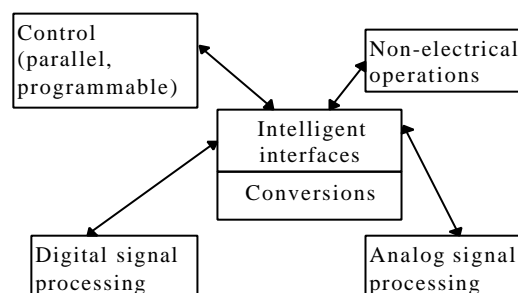 Control
(parallel,
programmable)
Non-electrical
operations
Intelligent
interfaces
Conversions
Digital signal
processing
Analog signal
processing